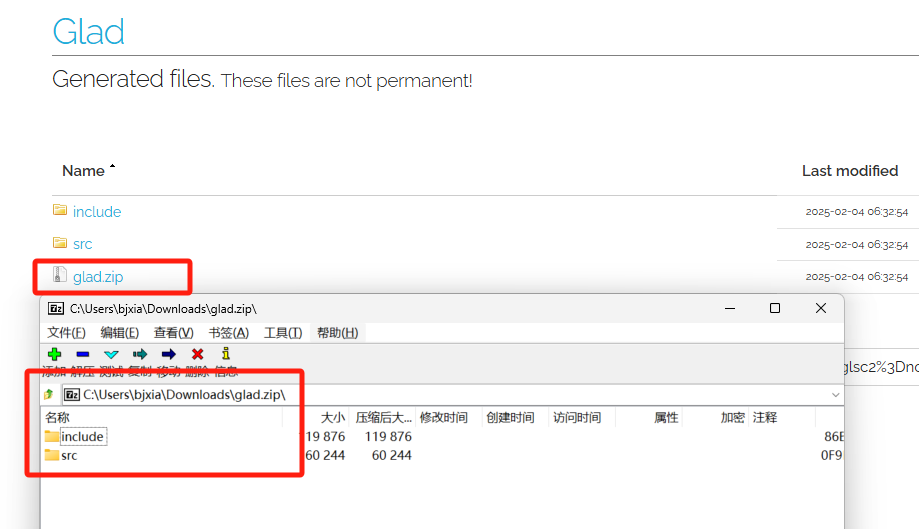 Glad
Generated files. These files are not permanent!
Name Last modified
include 2025-02-04 06:32:54
src 2025-02-04 06:32:54
glad.zip 2025-02-04 06:32:54
C:\Users\bjxia\Downloads\glad.zip\
文件(F) 编辑(E) 查看(V) 书签(A) 工具(T) 帮助(H)
添加 解压 测试 复制 移动 删除 信息
C:\Users\bjxia\Downloads\glad.zip\
名称 大小 压缩后大... 修改时间 创建时间 访问时间 属性 加密 注释
include 19 876 119 876 86E
src 60 244 60 244 0F9
glsc2%3Dno